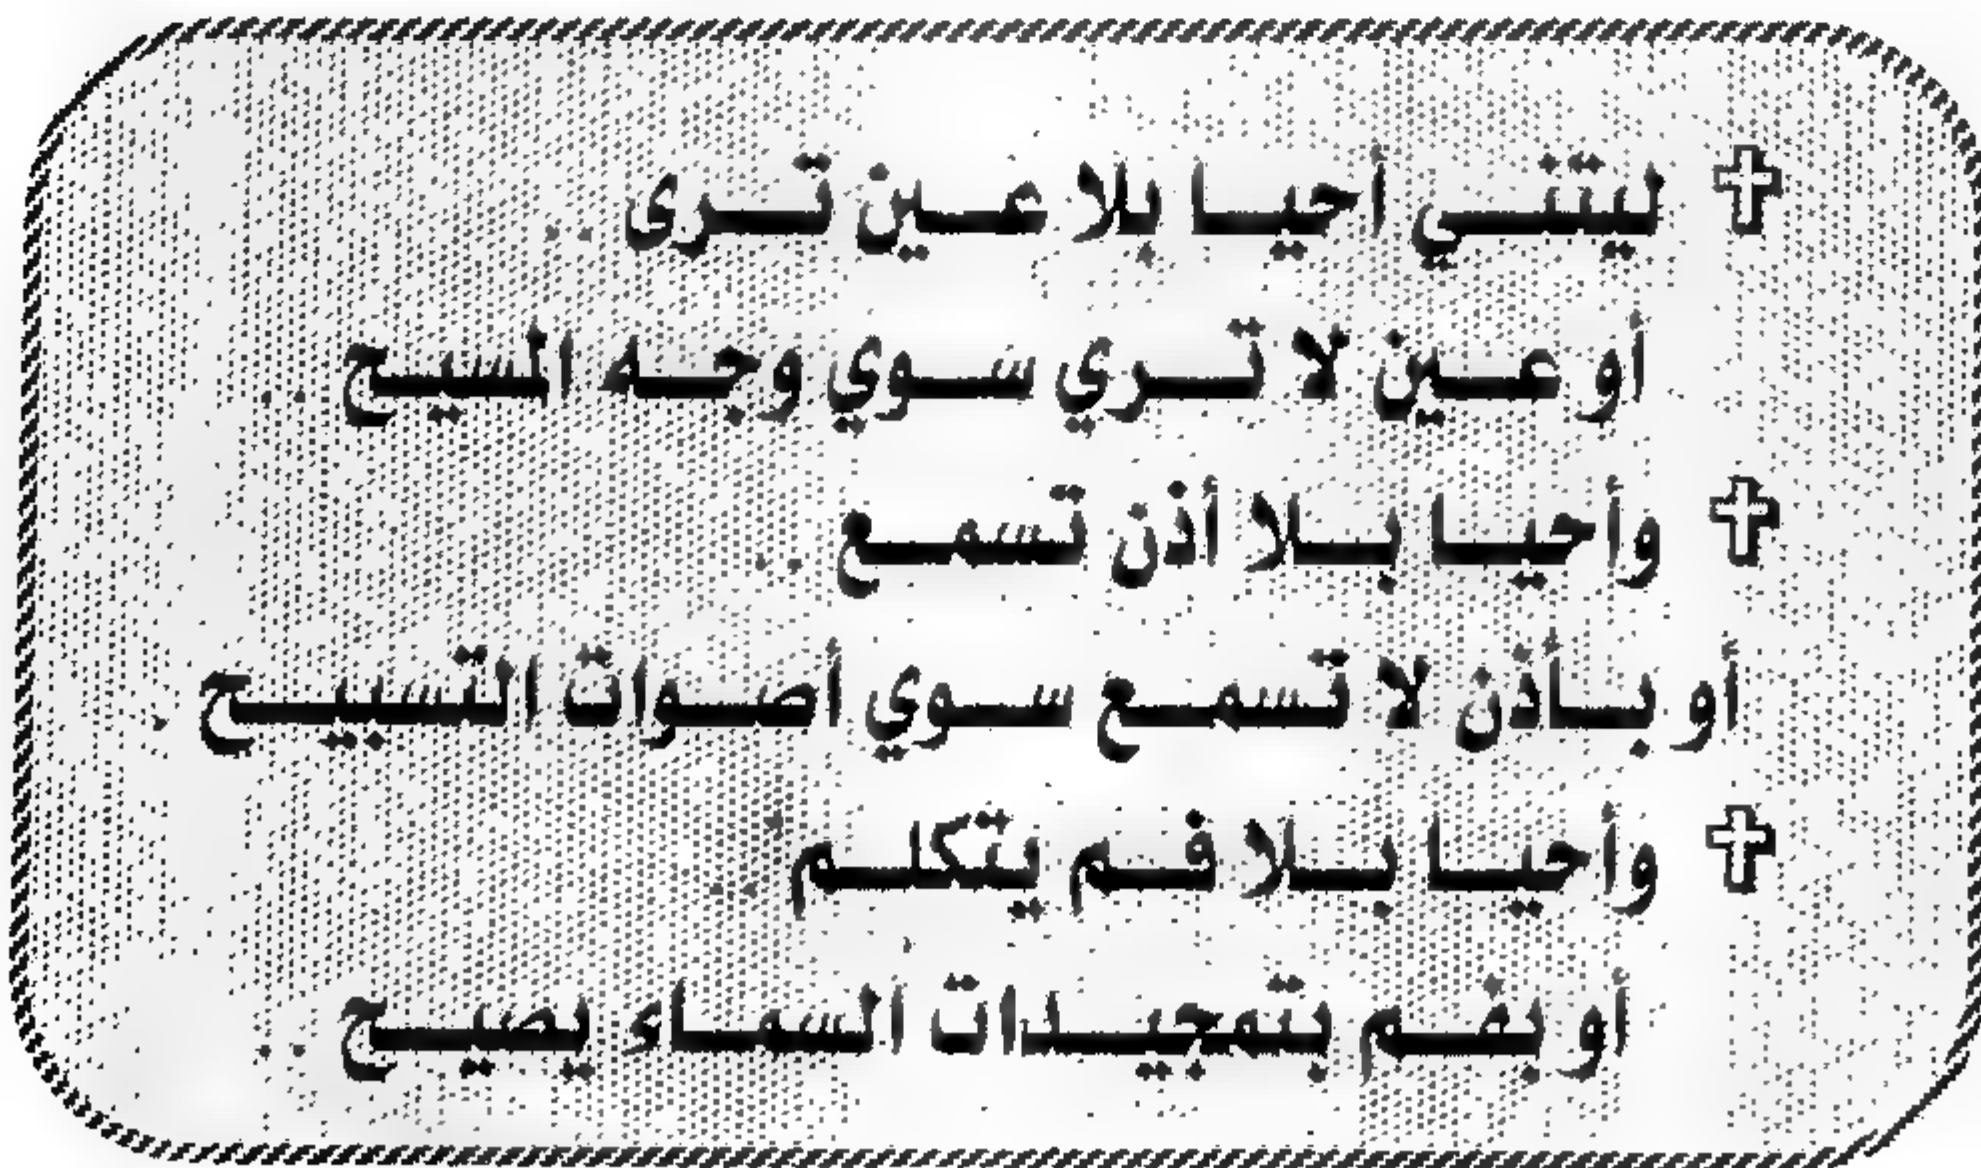 ✝ ليتني أحيا بلا عين ترى ..
أو عين لا تري سوي وجه المسيح ..
✝ وأحيا بلا أذن تسمع ..
أو بأذن لا تسمع سوي أصوات التسبيح .
✝ وأحيا بلا فم يتكلم ..
أو بفم بتمجيدات السماء يصيح ..